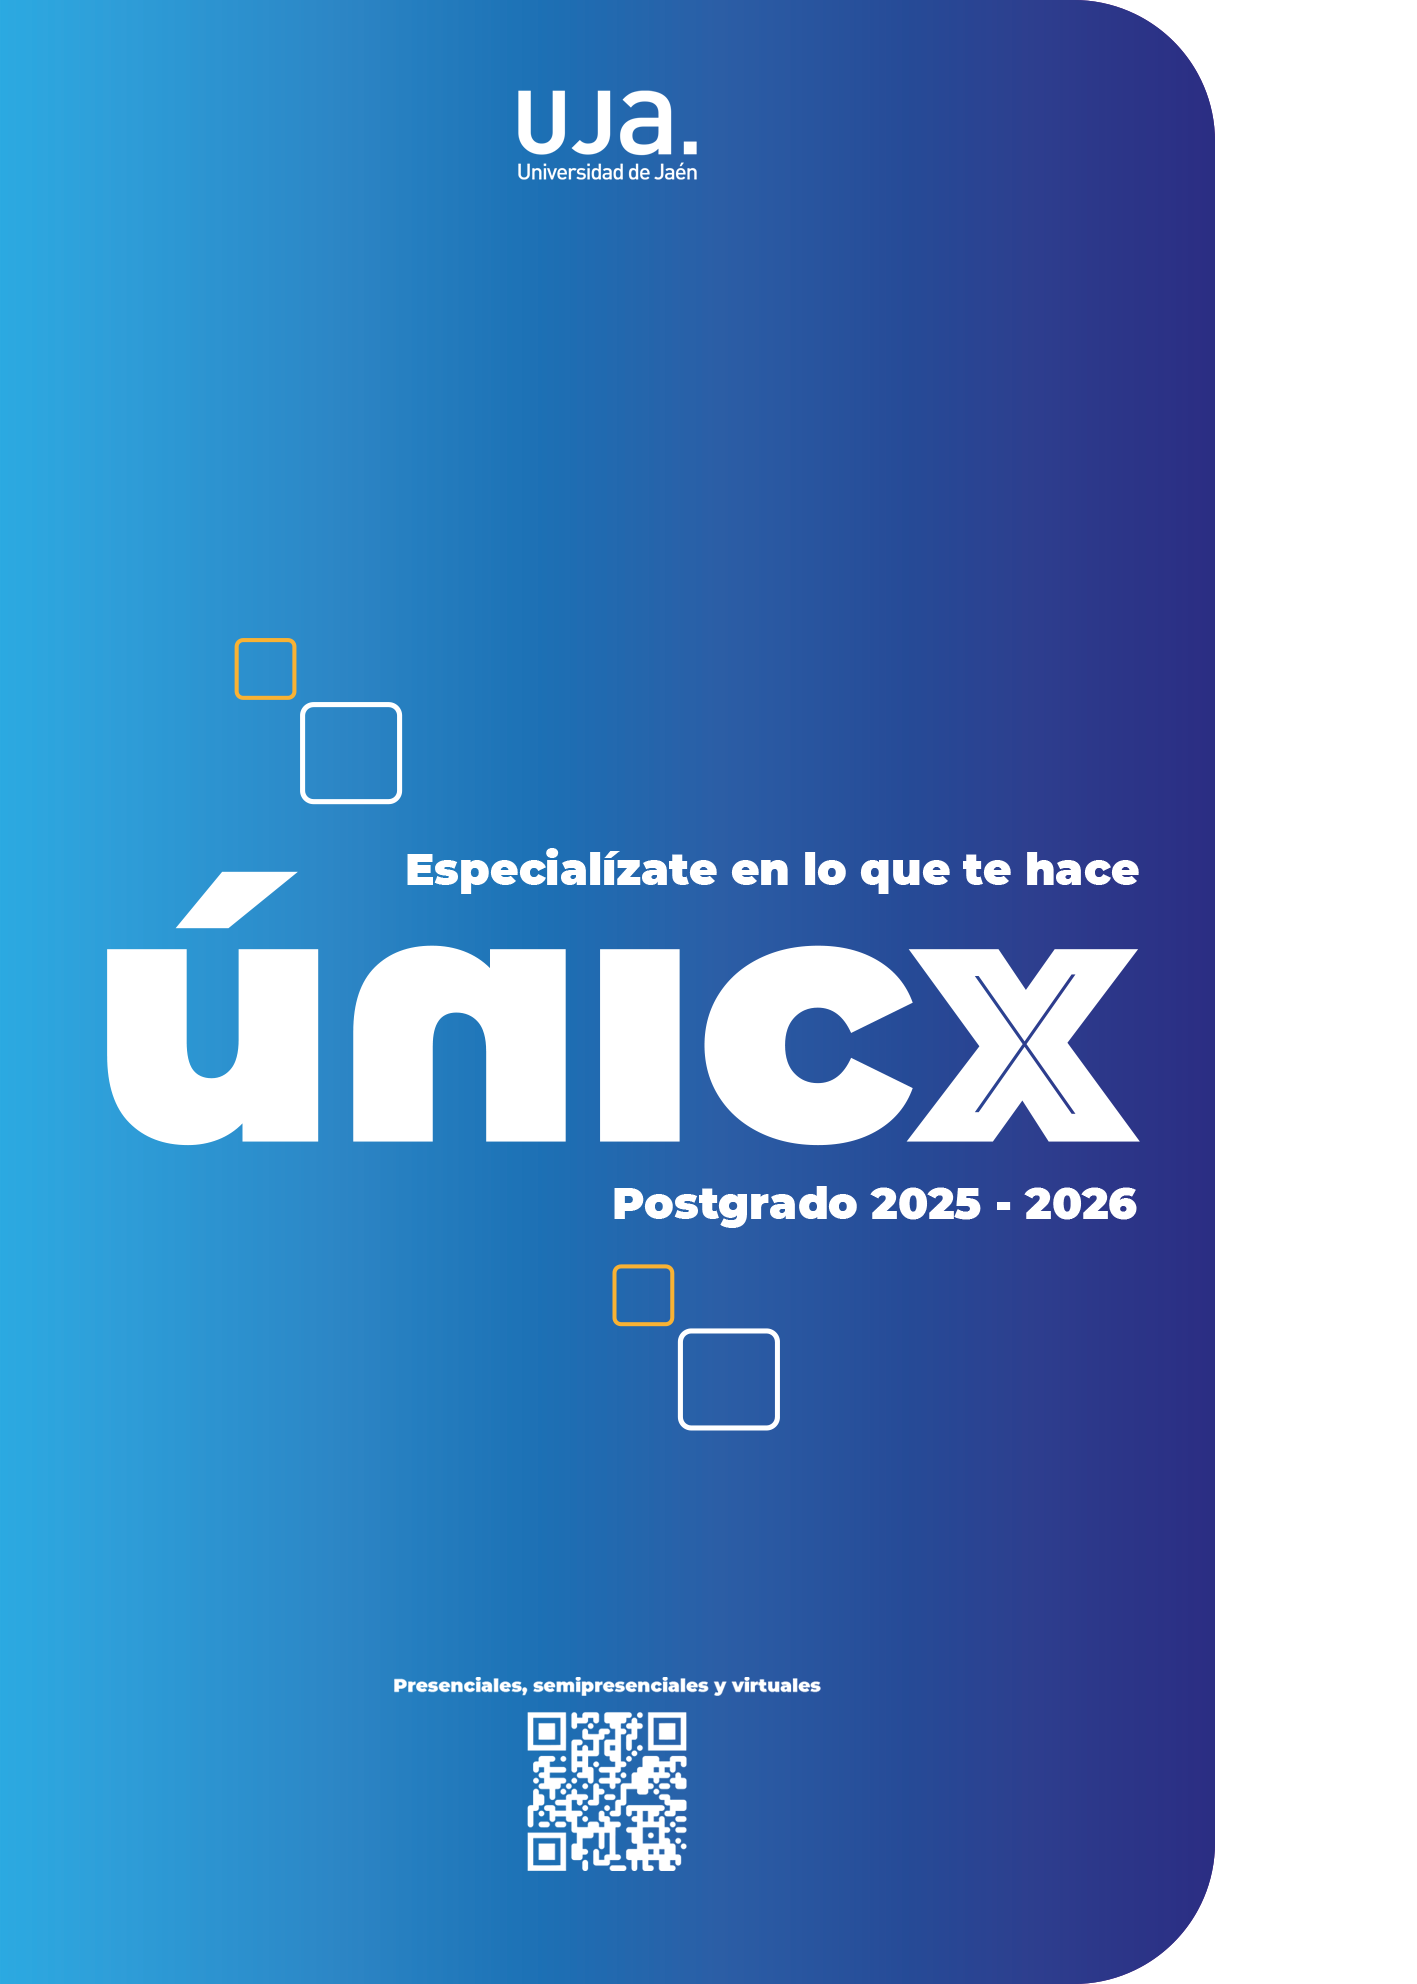 uja.
Universidad de Jaén
Especialízate en lo que te hace
únicx
Postgrado 2025 - 2026
Presenciales, semipresenciales y virtuales